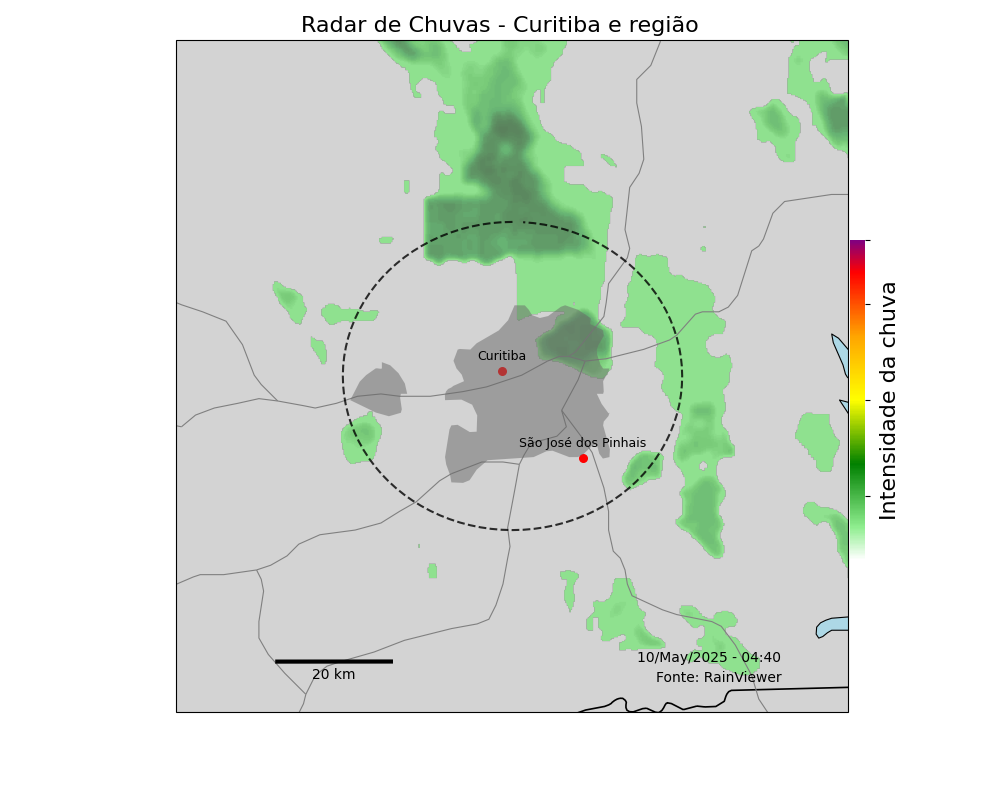 Radar de Chuvas - Curitiba e região
Curitiba
São José dos Pinhais
Intensidade da chuva
10/May/2025 - 04:40
20 km
Fonte: RainViewer